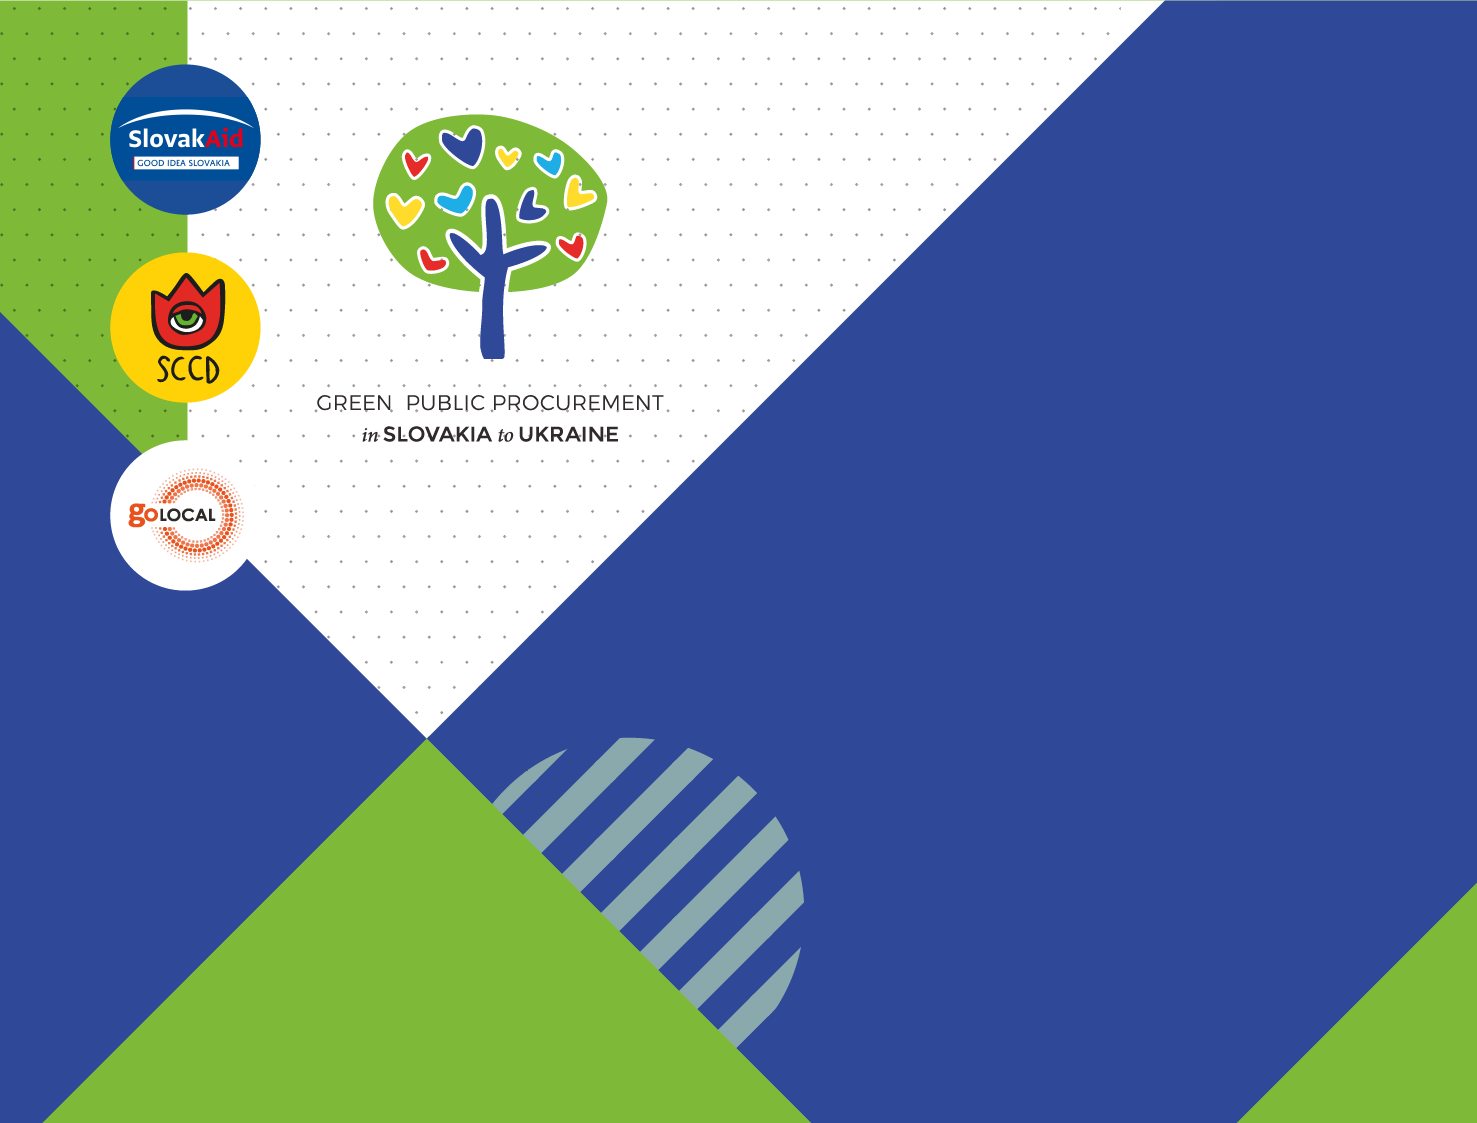 SlovakAid
GOOD IDEA SLOVAKIA
SCCD
goLOCAL
GREEN PUBLIC PROCUREMENT
in SLOVAKIA to UKRAINE